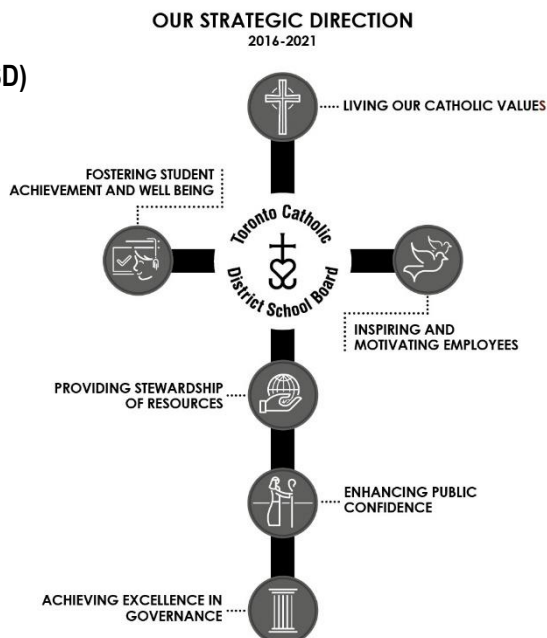 OUR STRATEGIC DIRECTION
2016-2021
SD)
LIVING OUR CATHOLIC VALUES
FOSTERING STUDENT
ACHIEVEMENT AND WELL BEING
Toronto Catholic
District School Board
INSPIRING AND
MOTIVATING EMPLOYEES
PROVIDING STEWARDSHIP
OF RESOURCES
ENHANCING PUBLIC
CONFIDENCE
ACHIEVING EXCELLENCE IN
GOVERNANCE